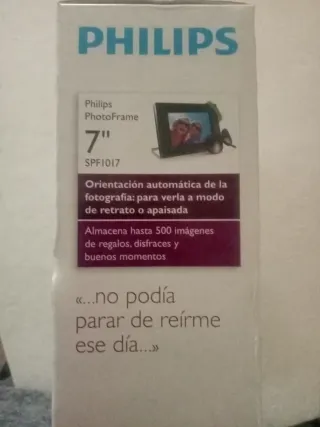 PHILIPS
Philips
PhotoFrame
7"
SPF1017
Orientación automática de la
fotografía: para verla a modo
de retrato o apaisada
Almacena hasta 500 imágenes
de regalos, disfraces y
buenos momentos
«...no podía
parar de reírme
ese día...»